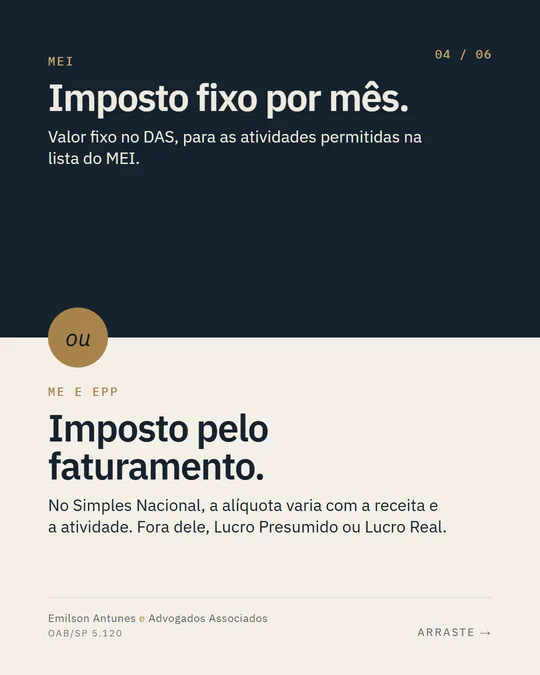 MEI
04 / 06
Imposto fixo por mês.
Valor fixo no DAS, para as atividades permitidas na
lista do MEI.
ou
ME E EPP
Imposto pelo
faturamento.
No Simples Nacional, a alíquota varia com a receita e
a atividade. Fora dele, Lucro Presumido ou Lucro Real.
Emilson Antunes e Advogados Associados
OAB/SP 5.120
ARRASTE →